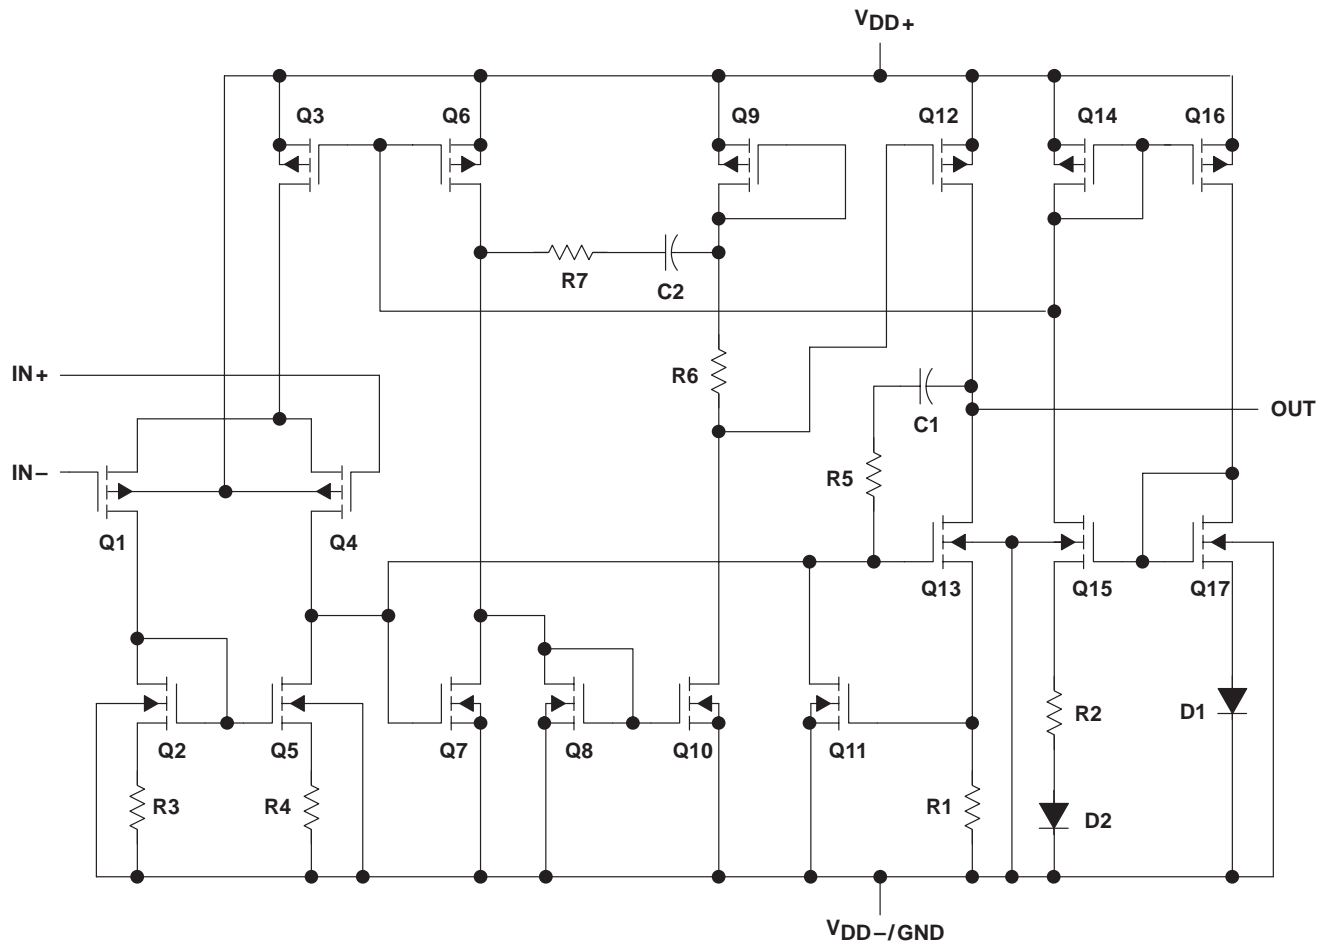 VDD+
Q3
Q6
Q9
Q12
Q14
Q16
R7
C2
IN+
R6
C1
OUT
IN−
R5
Q1
Q4
Q13
Q15
Q17
Q2
Q5
Q7
Q8
Q10
Q11
R2
D1
R3
R4
R1
D2
VDD−/GND